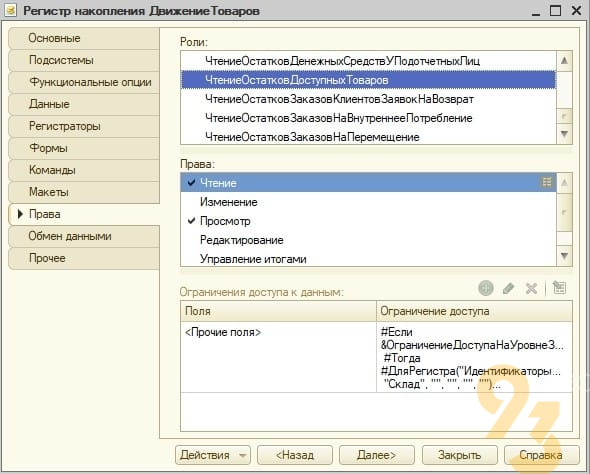 Регистр накопления ДвижениеТоваров
Основные
Подсистемы
Функциональные опции
Данные
Регистраторы
Формы
Команды
Макеты
Права
Обмен данными
Прочее
Роли:
ЧтениеОстатковДенежныхСредствУПодотчетныхЛиц
ЧтениеОстатковДоступныхТоваров
ЧтениеОстатковЗаказовКлиентовЗаявокНаВозврат
ЧтениеОстатковЗаказовНаВнутреннееПотребление
ЧтениеОстатковЗаказовНаПеремещение
Права:
Чтение
Изменение
Просмотр
Редактирование
Управление итогами
Ограничения доступа к данным:
Поля
Ограничение доступа
<Прочие поля>
#Если
&ОграничениеДоступаНаУровнеЗ...
#Тогда
#ДляРегистра("Идентификаторы...
"Склад", "", "", "", "")...
93
Действия
<Назад
Далее>
Закрыть
Справка